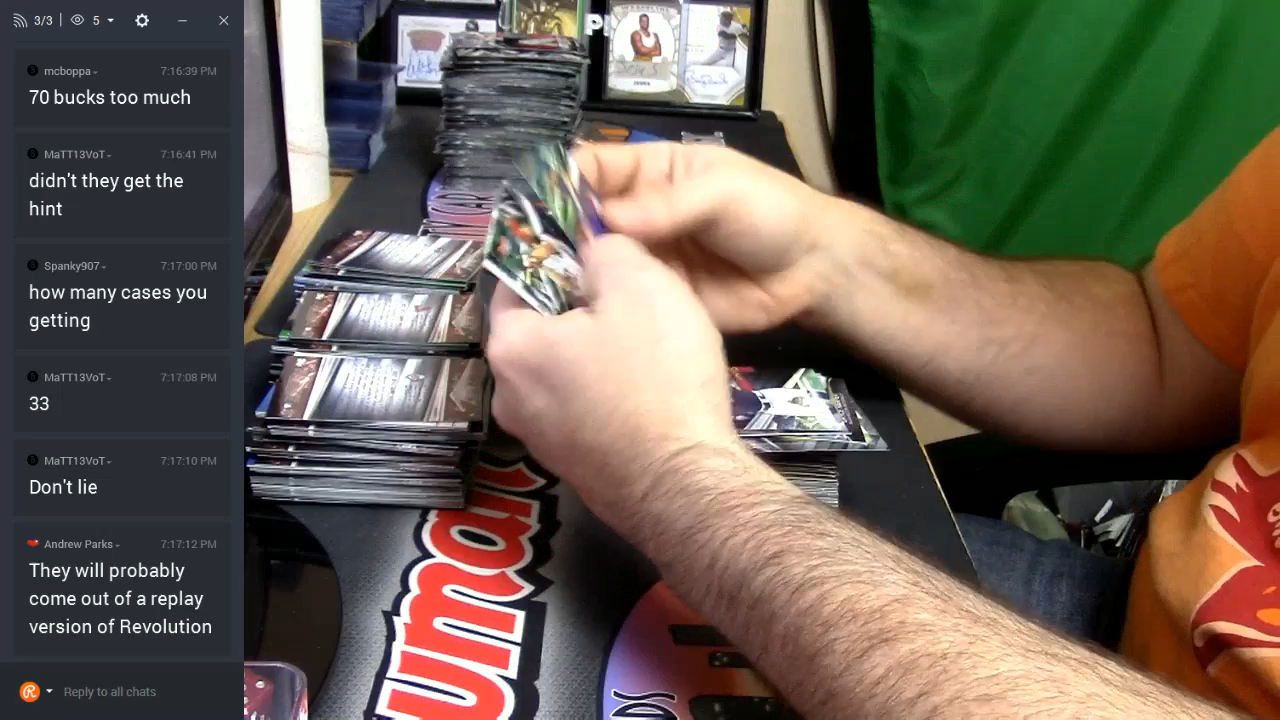 3/3 | 5
mcboppa 7:16:39 PM
70 bucks too much
MaTT13VoT 7:16:41 PM
didn't they get the
hint
Spanky907 7:17:00 PM
how many cases you
getting
MaTT13VoT 7:17:08 PM
33
MaTT13VoT 7:17:10 PM
Don't lie
Andrew Parks 7:17:12 PM
They will probably
come out of a replay
version of Revolution
Reply to all chats